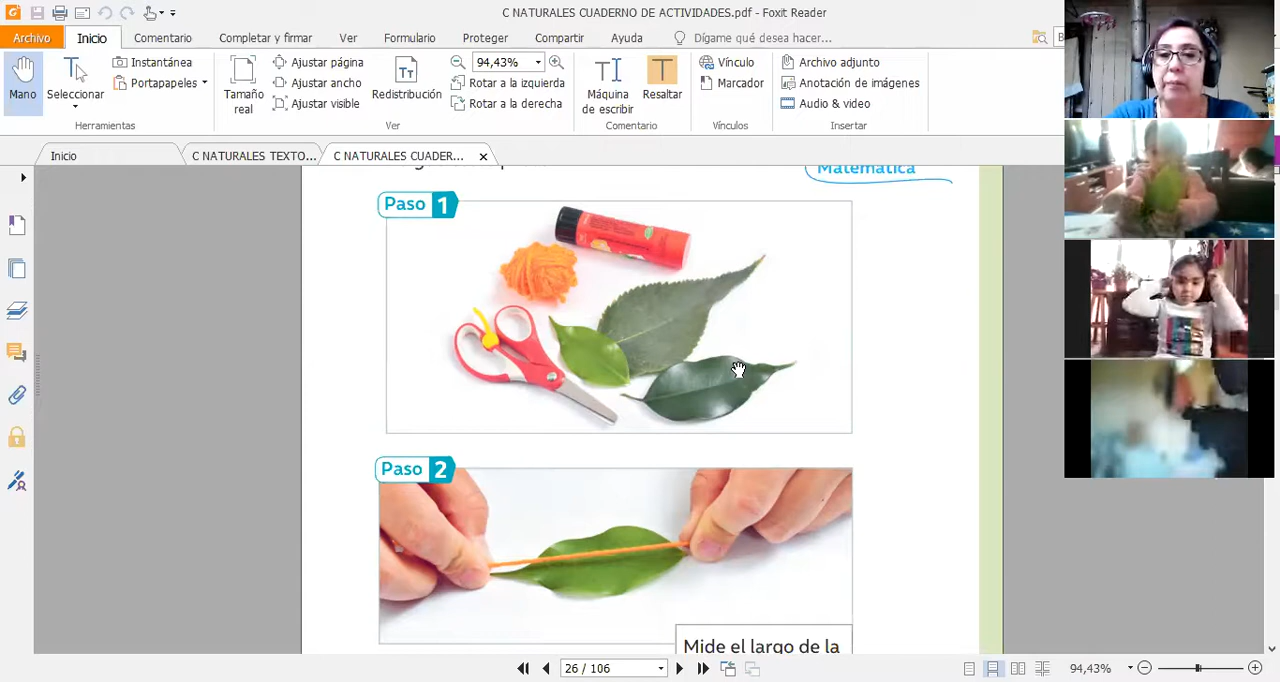 C NATURALES CUADERNO DE ACTIVIDADES.pdf - Foxit Reader
Archivo
Inicio
Comentario
Completar y firmar
Ver
Formulario
Proteger
Compartir
Ayuda
Dígame qué desea hacer...
Mano
Seleccionar
Instantánea
Portapapeles
Herramientas
Tamaño real
Ajustar página
Ajustar ancho
Ajustar visible
Redistribución
94,43%
Rotar a la izquierda
Rotar a la derecha
Ver
Máquina de escribir
Resaltar
Comentario
Vínculo
Marcador
Vínculos
Archivo adjunto
Anotación de imágenes
Audio & video
Insertar
Inicio
C NATURALES TEXTO...
C NATURALES CUADER...
Matemática
Paso 1
Paso 2
Mide el largo de la
26 / 106
94,43%